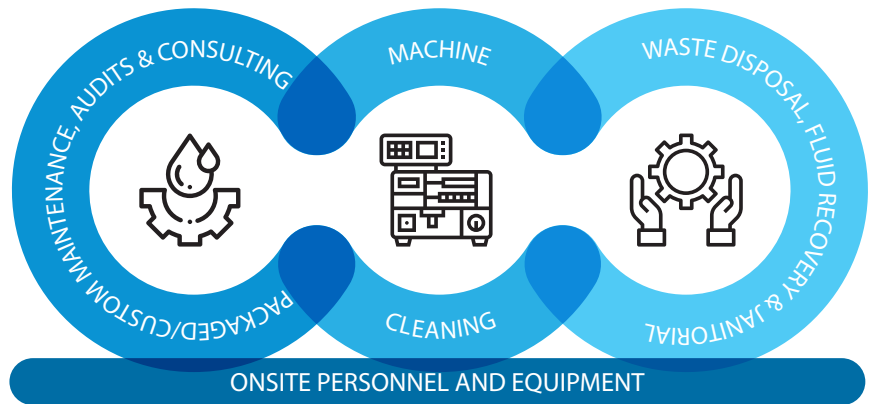 PACKAGED/CUSTOM MAINTENANCE, AUDITS & CONSULTING
MACHINE
CLEANING
WASTE DISPOSAL, FLUID RECOVERY & JANITORIAL
ONSITE PERSONNEL AND EQUIPMENT